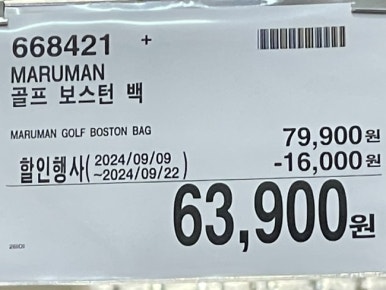 668421 +
MARUMAN
골프 보스턴 백
MARUMAN GOLF BOSTON BAG 79,900원
할인행사(2024/09/09 ~2024/09/22) -16,000원
63,900원